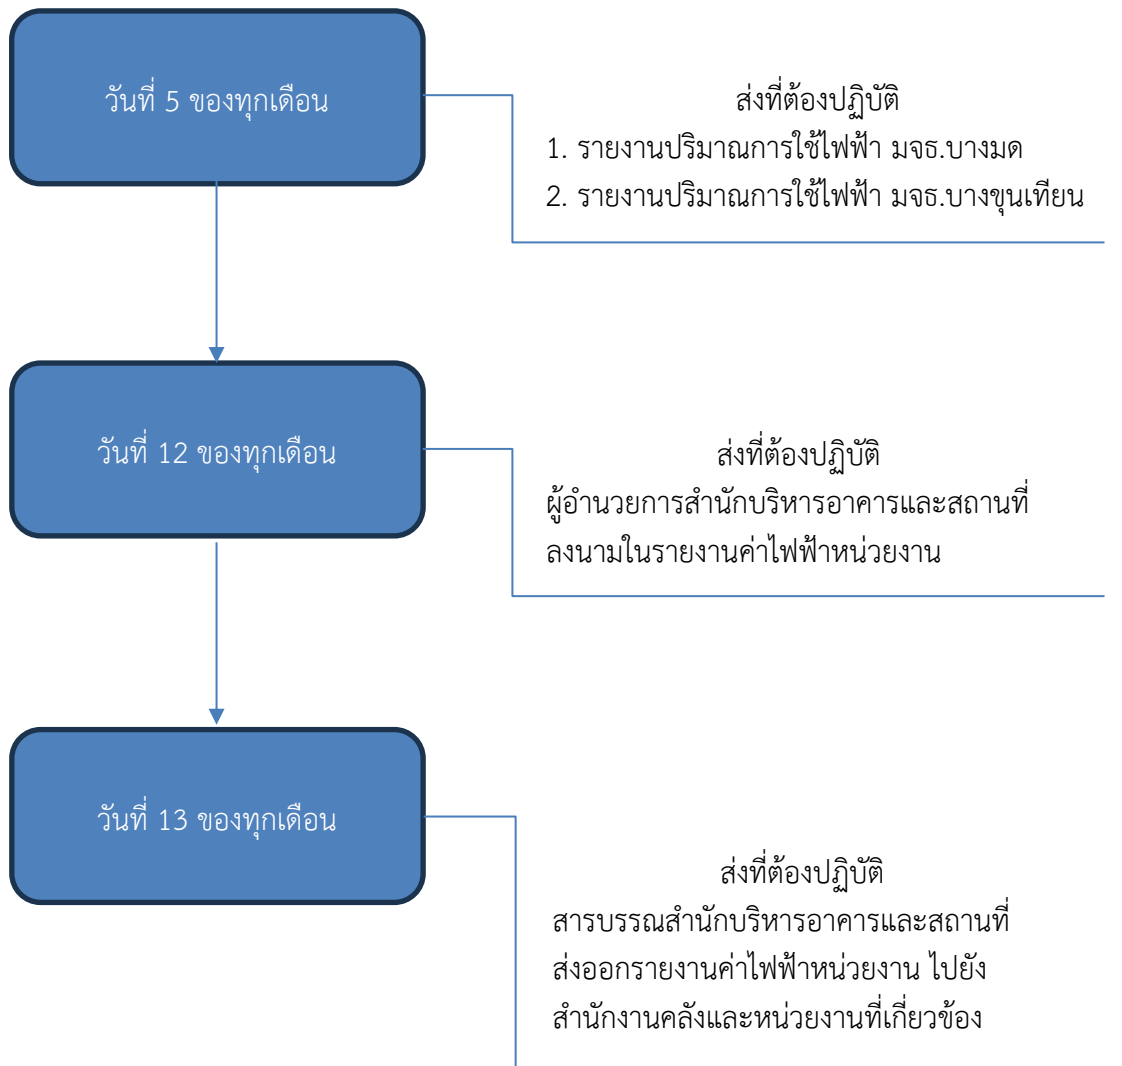 วันที่ 5 ของทุกเดือน
ส่งที่ต้องปฏิบัติ
1. รายงานปริมาณการใช้ไฟฟ้า มจธ.บางมด
2. รายงานปริมาณการใช้ไฟฟ้า มจธ.บางขุนเทียน
วันที่ 12 ของทุกเดือน
ส่งที่ต้องปฏิบัติ
ผู้อำนวยการสำนักบริหารอาคารและสถานที่
ลงนามในรายงานค่าไฟฟ้าหน่วยงาน
วันที่ 13 ของทุกเดือน
ส่งที่ต้องปฏิบัติ
สารบรรณสำนักบริหารอาคารและสถานที่
ส่งออกรายงานค่าไฟฟ้าหน่วยงาน ไปยัง
สำนักงานคลังและหน่วยงานที่เกี่ยวข้อง